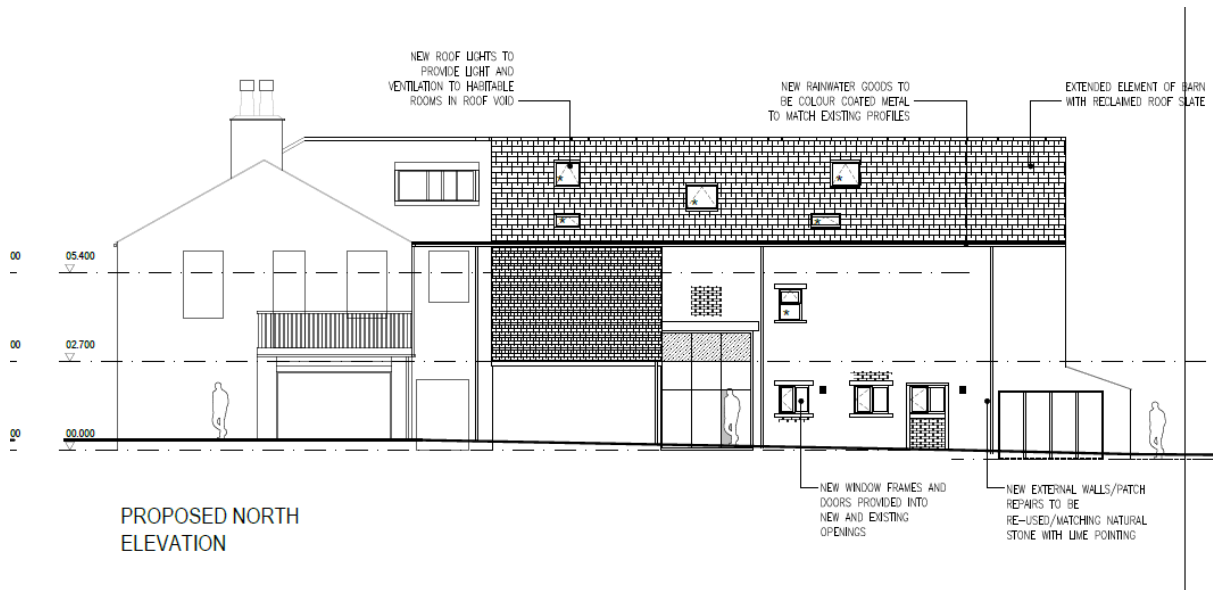 NEW ROOF LIGHTS TO
PROVIDE LIGHT AND
VENTILATION TO HABITABLE
ROOMS IN ROOF VOID
NEW RAINWATER GOODS TO
BE COLOUR COATED METAL
TO MATCH EXISTING PROFILES
EXTENDED ELEMENT OF BARN
WITH RECLAIMED ROOF SLATE
00
05.400
00
02.700
00
00.000
NEW WINDOW FRAMES AND
DOORS PROVIDED INTO
NEW AND EXISTING
OPENINGS
NEW EXTERNAL WALLS/PATCH
REPAIRS TO BE
RE-USED/MATCHING NATURAL
STONE WITH LIME POINTING
PROPOSED NORTH
ELEVATION